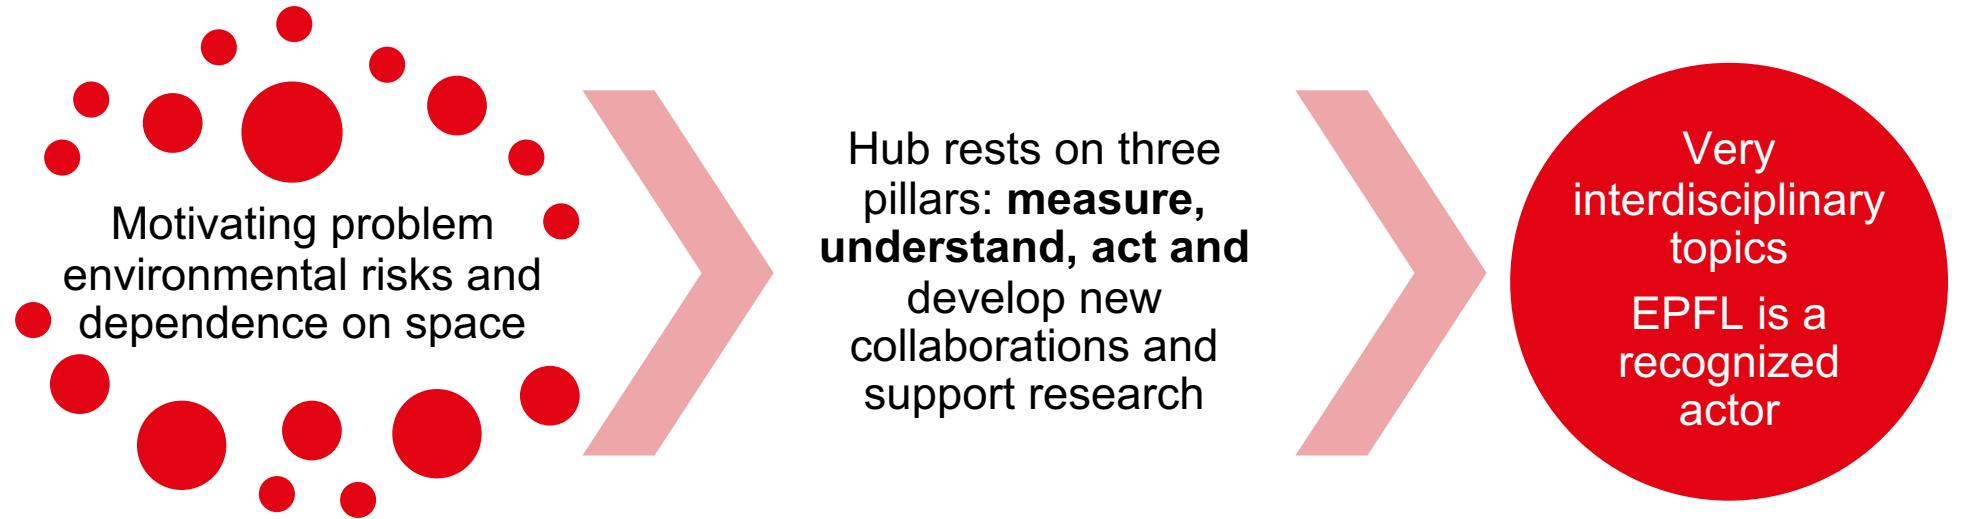 Motivating problem
environmental risks and
dependence on space
Hub rests on three
pillars: measure,
understand, act and
develop new
collaborations and
support research
Very
interdisciplinary
topics
EPFL is a
recognized
actor